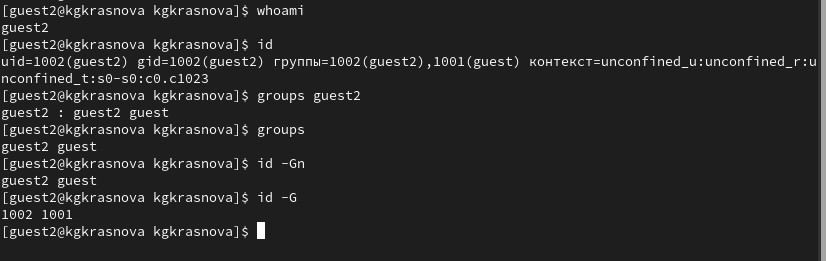 [guest2@kgkrasnova kgkrasnova]$ whoami
guest2
[guest2@kgkrasnova kgkrasnova]$ id
uid=1002(guest2) gid=1002(guest2) группы=1002(guest2),1001(guest) контекст=unconfined_u:unconfined_r:u
nconfined_t:s0-s0:c0.c1023
[guest2@kgkrasnova kgkrasnova]$ groups guest2
guest2 : guest2 guest
[guest2@kgkrasnova kgkrasnova]$ groups
guest2 guest
[guest2@kgkrasnova kgkrasnova]$ id -Gn
guest2 guest
[guest2@kgkrasnova kgkrasnova]$ id -G
1002 1001
[guest2@kgkrasnova kgkrasnova]$